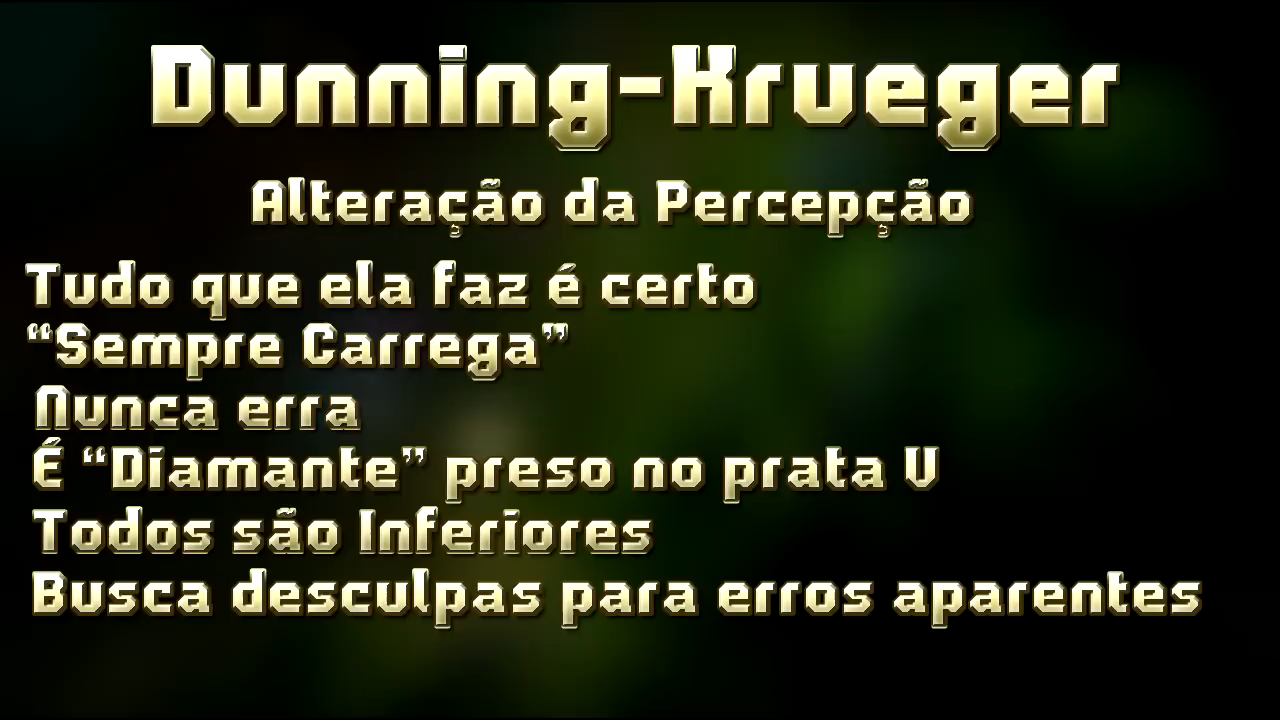 Dunning-Krueger
Alteração da Percepção
Tudo que ela faz é certo
“Sempre Carrega”
Nunca erra
É “Diamante” preso no prata V
Todos são Inferiores
Busca desculpas para erros aparentes